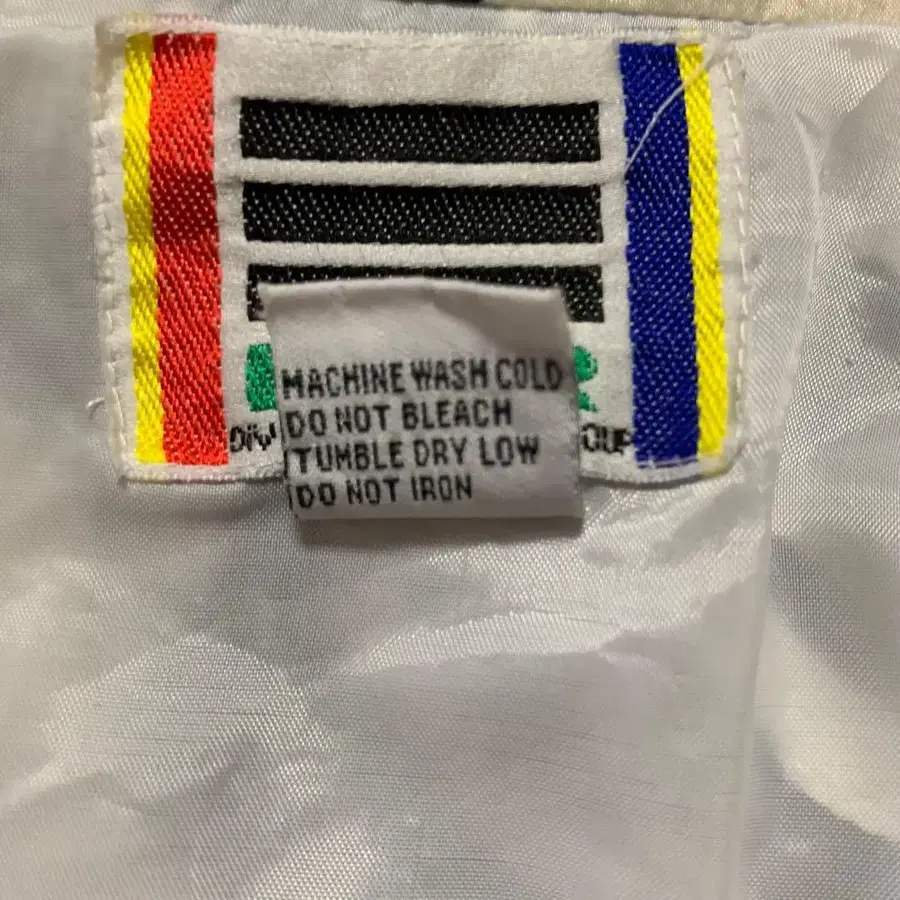 MACHINE WASH COLD
DO NOT BLEACH
TUMBLE DRY LOW
DO NOT IRON